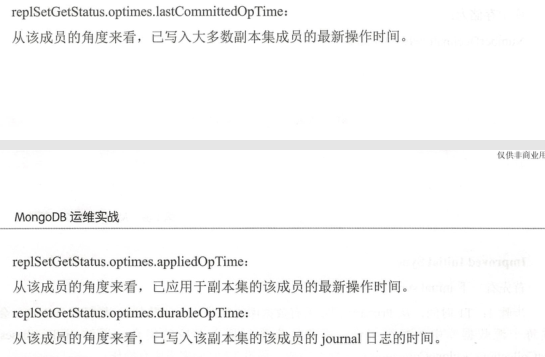 replSetGetStatus.optimes.lastCommittedOpTime：
从该成员的角度来看，已写入大多数副本集成员的最新操作时间。
仅供非商业用
MongoDB 运维实战
replSetGetStatus.optimes.appliedOpTime：
从该成员的角度来看，已应用于副本集的该成员的最新操作时间。
replSetGetStatus.optimes.durableOpTime：
从该成员的角度来看，已写入该副本集的该成员的 journal 日志的时间。